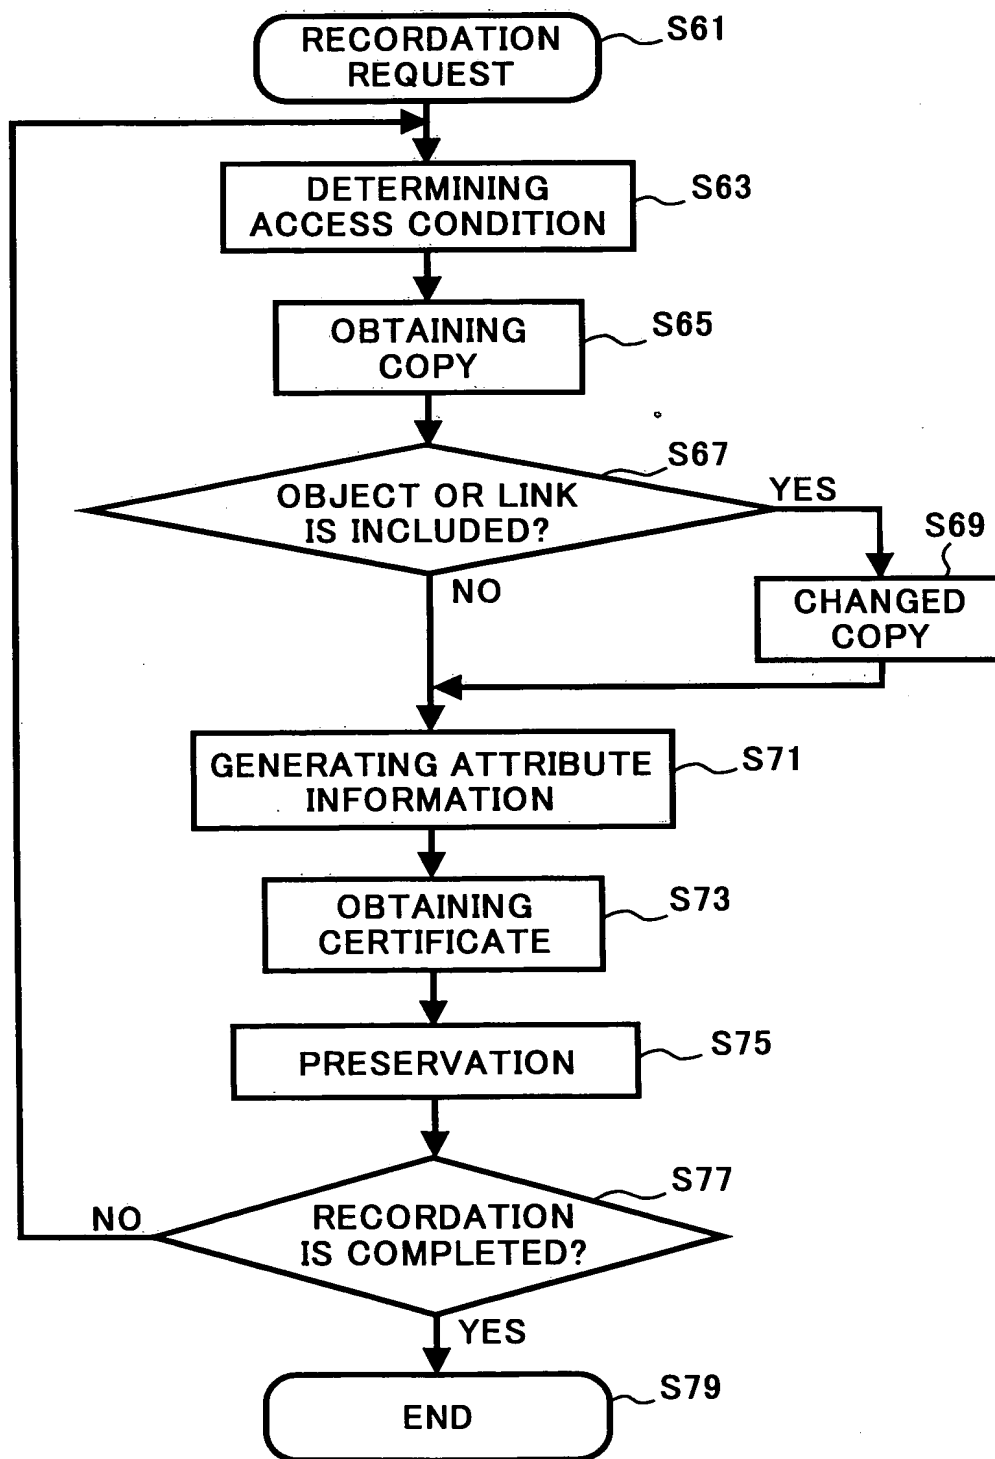 RECORDATION
REQUEST
S61
DETERMINING
ACCESS CONDITION
S63
OBTAINING
COPY
S65
OBJECT OR LINK
IS INCLUDED?
S67
YES
NO
S69
CHANGED
COPY
GENERATING ATTRIBUTE
INFORMATION
S71
OBTAINING
CERTIFICATE
S73
PRESERVATION
S75
RECORDATION
IS COMPLETED?
S77
NO
YES
END
S79